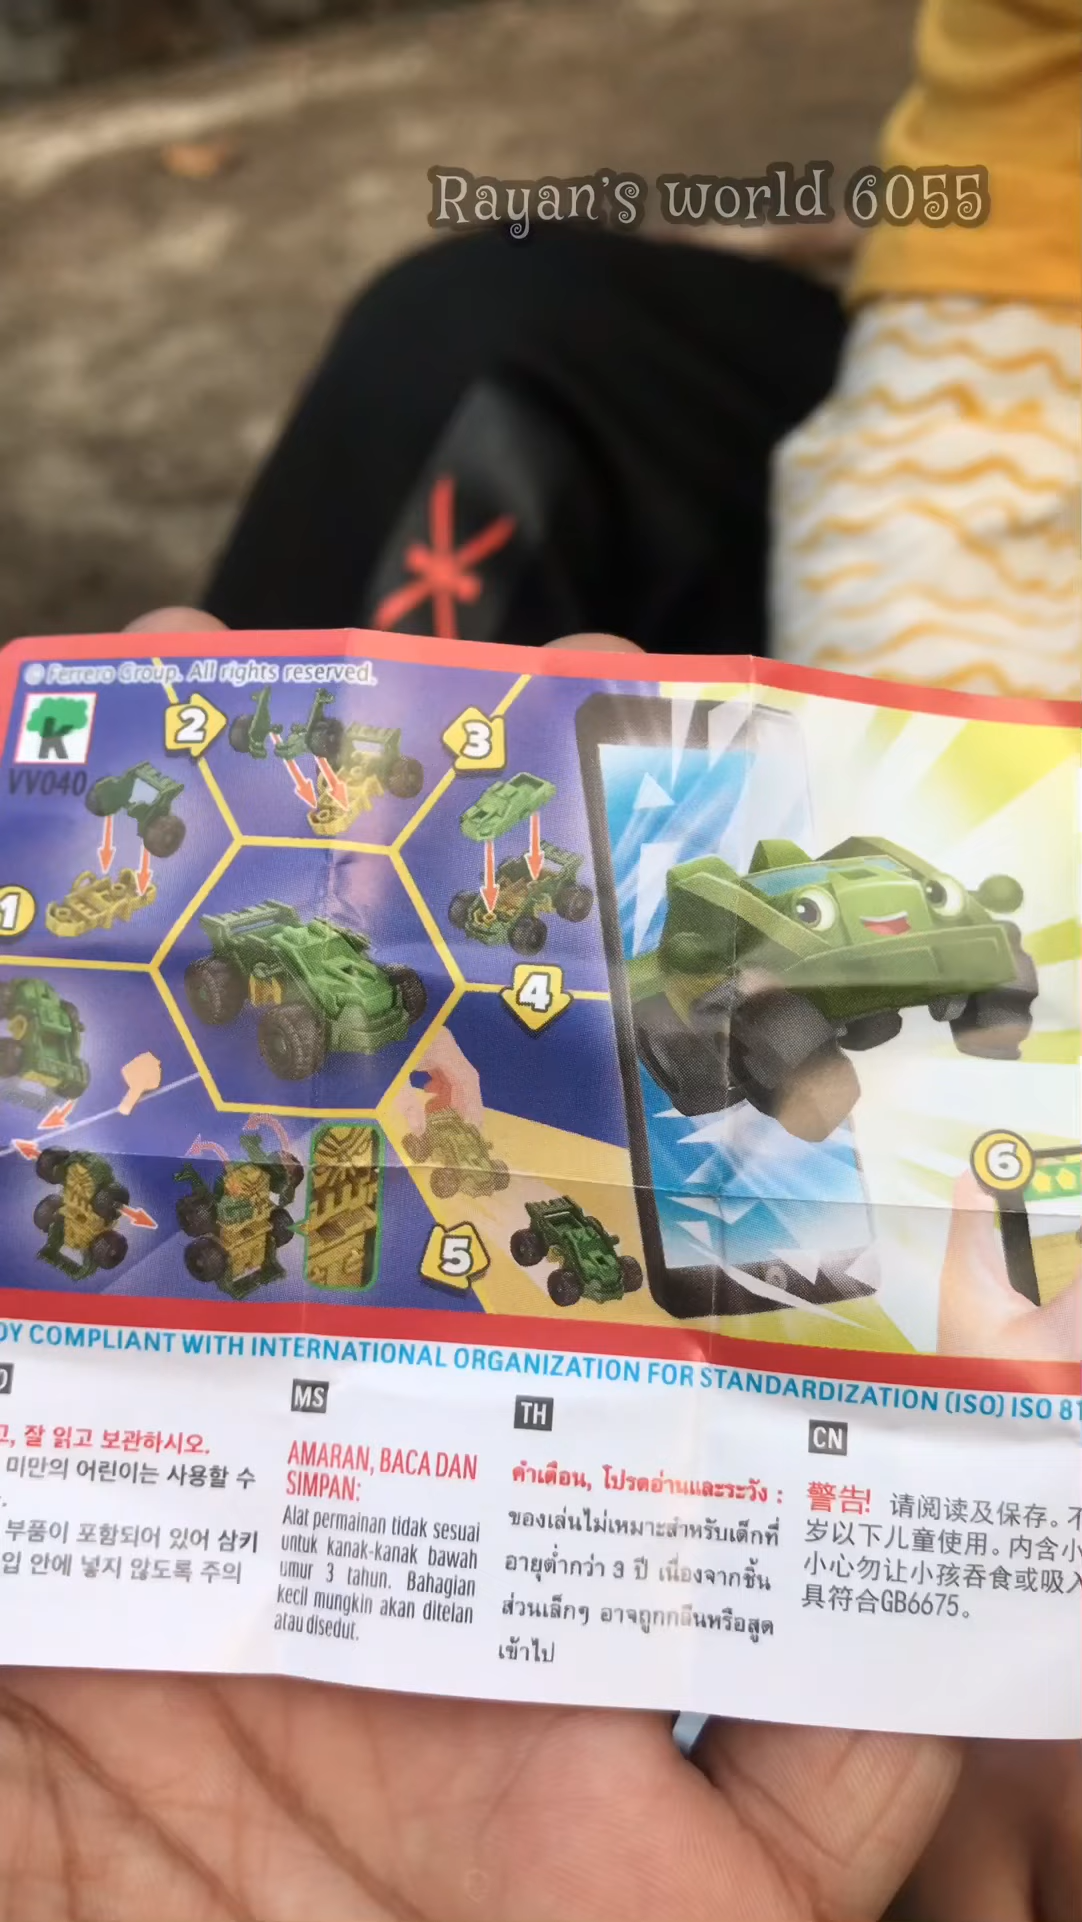 Rayan's world 6055
© Ferrero Group. All rights reserved.
K
VV040
1
2
3
4
5
6
COMPLIANT WITH INTERNATIONAL ORGANIZATION FOR STANDARDIZATION (ISO) ISO
잘 읽고 보관하시오.
미만의 어린이는 사용할 수
부품이 포함되어 있어 삼키
안에 넣지 않도록 주의
MS
AMARAN, BACA DAN
SIMPAN:
Alat permainan tidak sesuai
untuk kanak-kanak bawah
umur 3 tahun. Bahagian
kecil mungkin akan ditelan
atau disedut.
TH
คำเตือน, โปรดอ่านและระวัง :
ของเล่นไม่เหมาะสำหรับเด็กที่
อายุต่ำกว่า 3 ปี เนื่องจากชิ้น
ส่วนเล็กๆ อาจถูกกลืนหรือสูด
เข้าไป
CN
警告! 请阅读及保存。不
岁以下儿童使用。内含小
小心勿让小孩吞食或吸入
具符合GB6675。